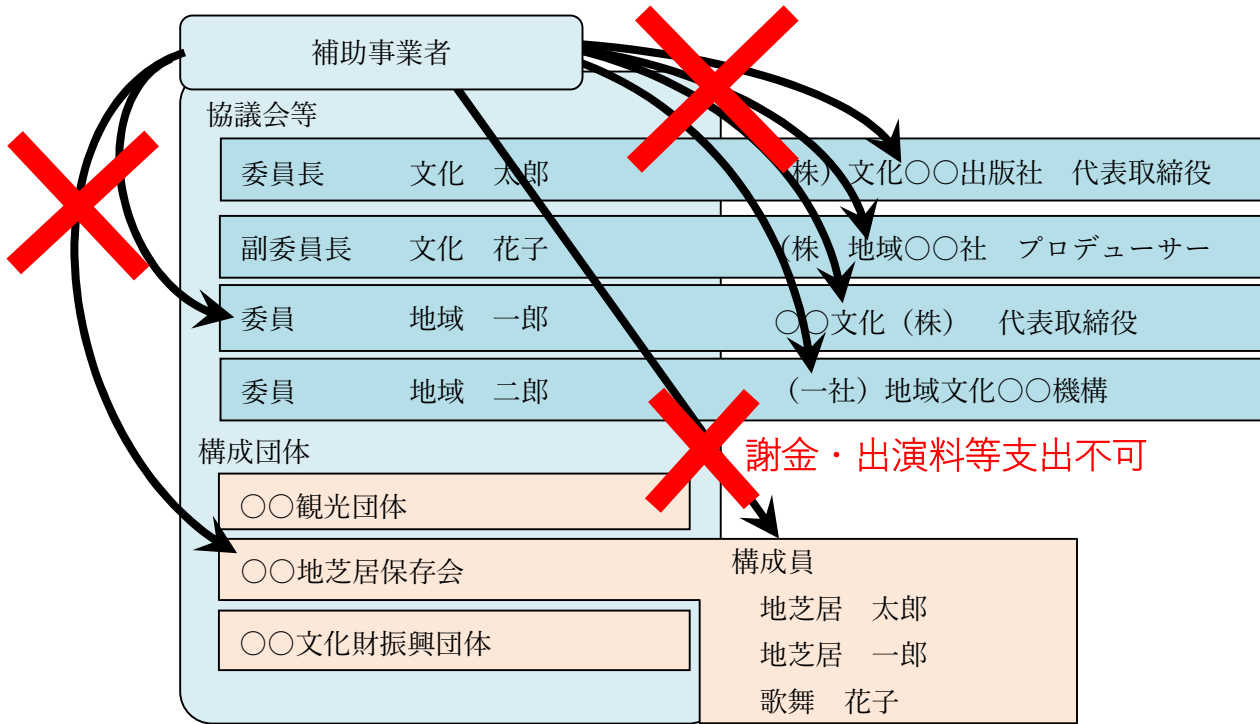 補助事業者
協議会等
委員長　文化　太郎　（株）文化○○出版社　代表取締役
副委員長　文化　花子　（株　地域○○社　プロデューサー
委員　地域　一郎　○○文化（株）　代表取締役
委員　地域　二郎　（一社）地域文化○○機構
構成団体
謝金・出演料等支出不可
○○観光団体
○○地芝居保存会
○○文化財振興団体
構成員
地芝居　太郎
地芝居　一郎
歌舞　花子